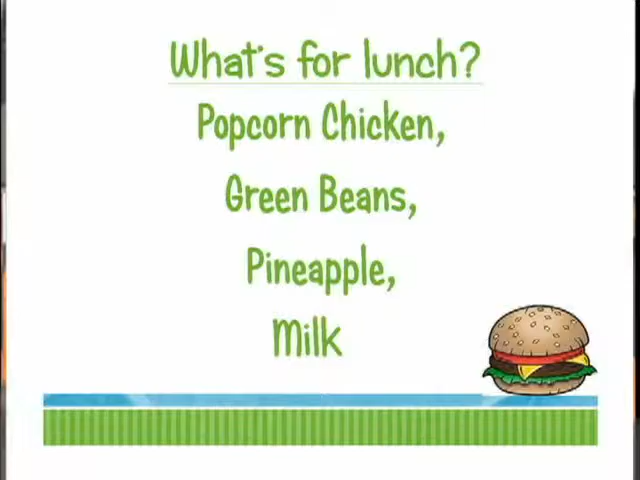 What's for lunch?
Popcorn Chicken,
Green Beans,
Pineapple,
Milk